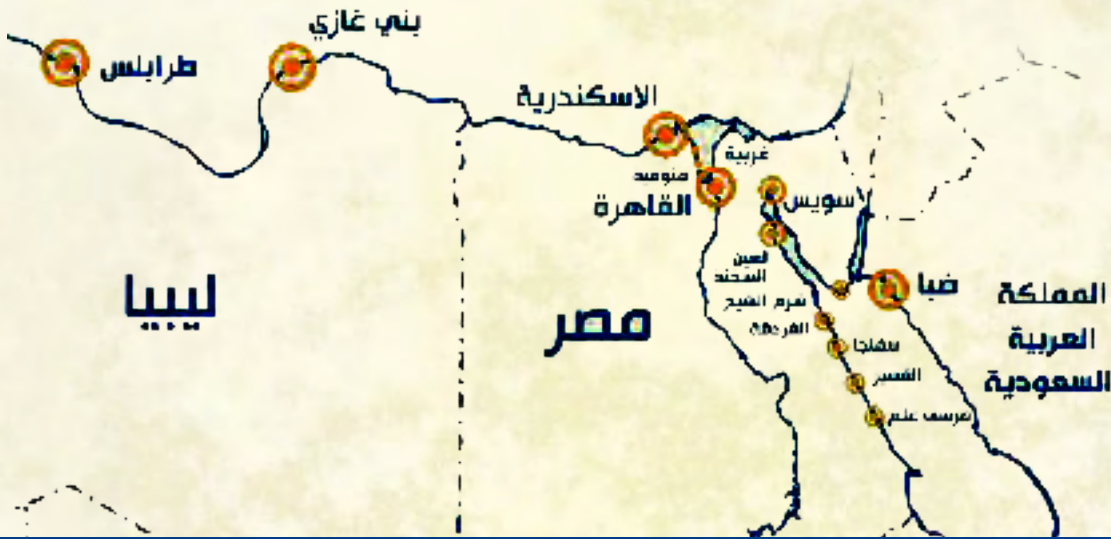 بني غازي
طرابلس
الاسكندرية
غربية
منوفية
القاهرة
سويس
العين
السخنة
شرم الشيخ
الغردقة
سفاجا
القصير
مرسى علم
ضبا
ليبيا
مصر
المملكة
العربية
السعودية